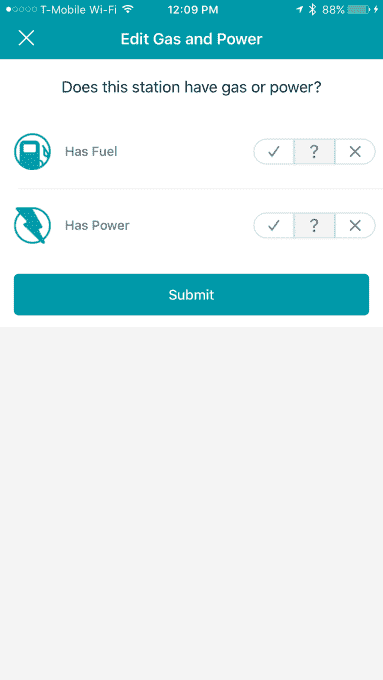 T-Mobile Wi-Fi 12:09 PM 88%
Edit Gas and Power
Does this station have gas or power?
Has Fuel ?
Has Power ?
Submit